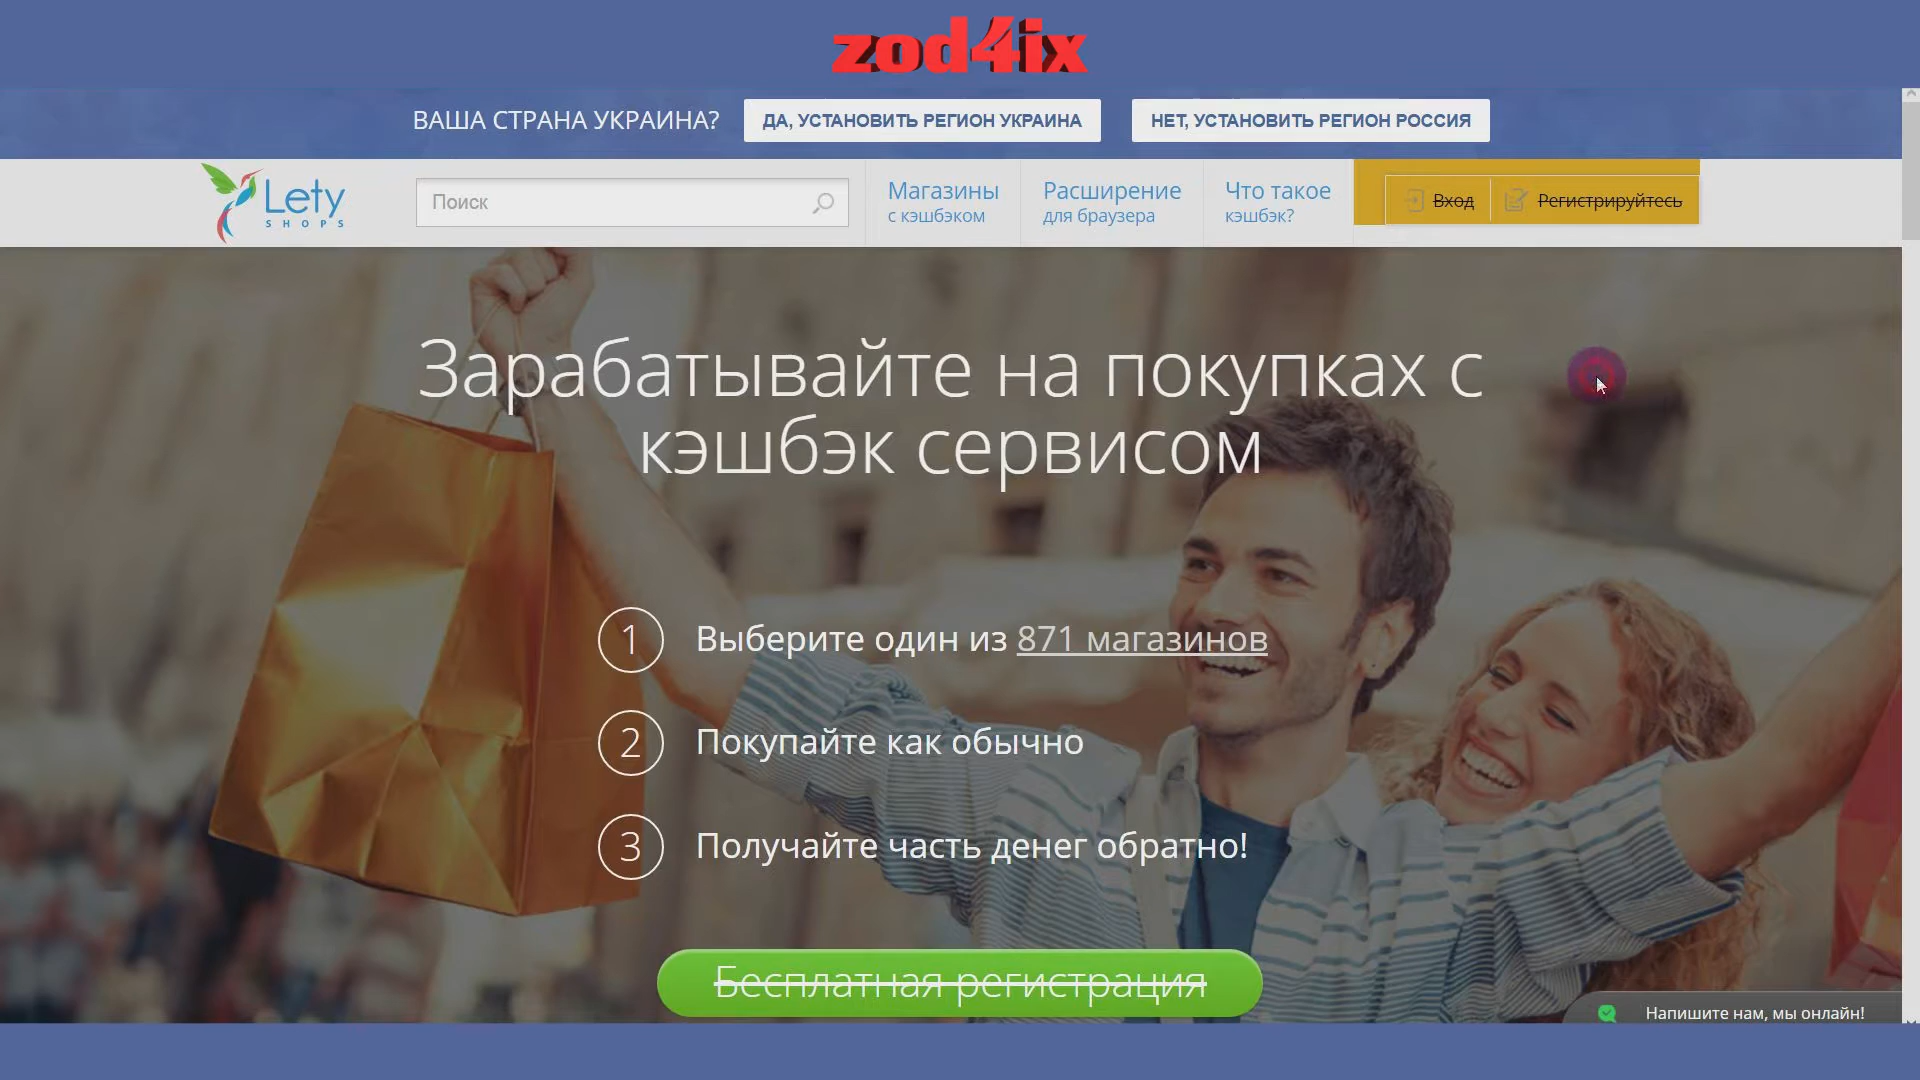 zod4ix
ВАША СТРАНА УКРАИНА?
ДА, УСТАНОВИТЬ РЕГИОН УКРАИНА
НЕТ, УСТАНОВИТЬ РЕГИОН РОССИЯ
Lety
SHOPS
Поиск
Магазины
с кэшбэком
Расширение
для браузера
Что такое
кэшбэк?
Вход
Регистрируйтесь
Зарабатывайте на покупках с
кэшбэк сервисом
1 Выберите один из 871 магазинов
2 Покупайте как обычно
3 Получайте часть денег обратно!
Бесплатная регистрация
Напишите нам, мы онлайн!